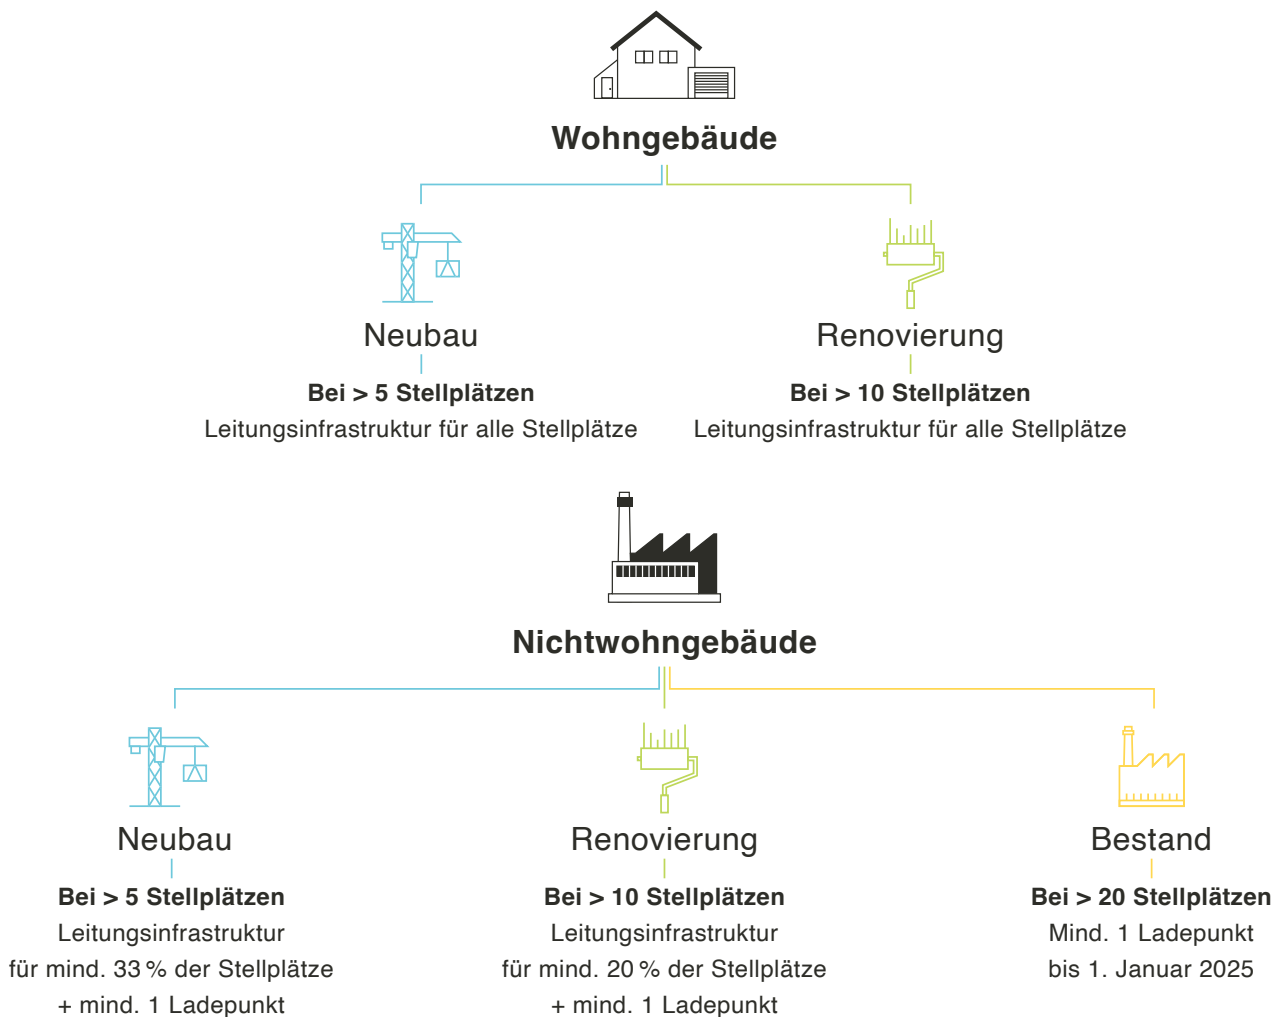 Wohngebäude
Neubau
Bei > 5 Stellplätzen
Leitungsinfrastruktur für alle Stellplätze
Renovierung
Bei > 10 Stellplätzen
Leitungsinfrastruktur für alle Stellplätze
Nichtwohngebäude
Neubau
Bei > 5 Stellplätzen
Leitungsinfrastruktur
für mind. 33 % der Stellplätze
+ mind. 1 Ladepunkt
Renovierung
Bei > 10 Stellplätzen
Leitungsinfrastruktur
für mind. 20 % der Stellplätze
+ mind. 1 Ladepunkt
Bestand
Bei > 20 Stellplätzen
Mind. 1 Ladepunkt
bis 1. Januar 2025